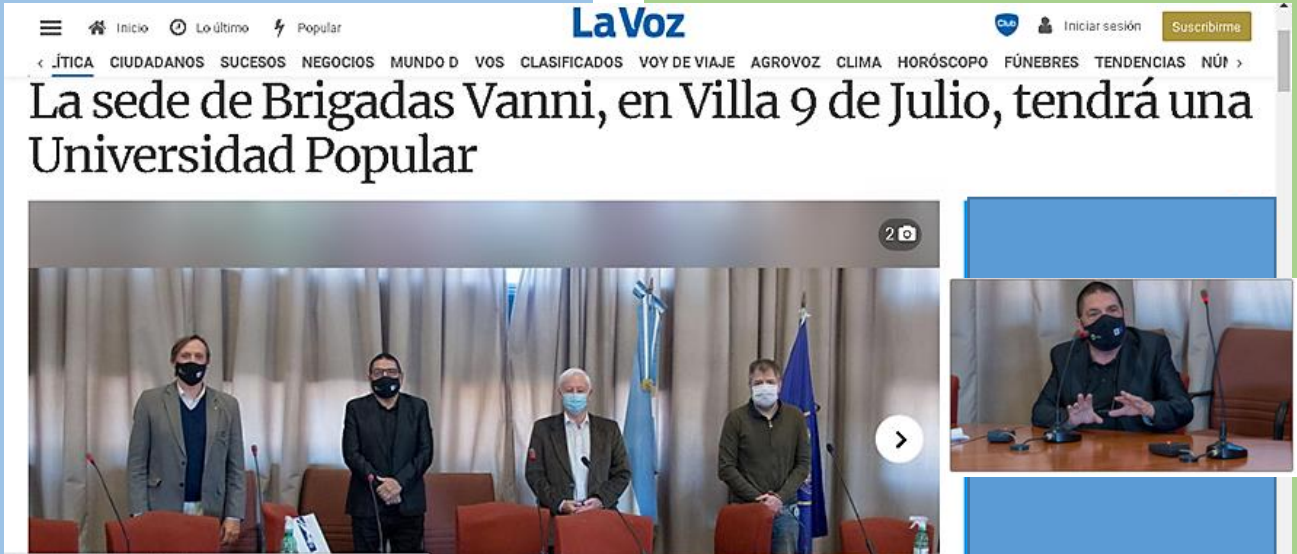 Inicio Lo último Popular La Voz Club Iniciar sesión Suscribirme
‹ .ÍTICA CIUDADANOS SUCESOS NEGOCIOS MUNDO D VOS CLASIFICADOS VOY DE VIAJE AGROVOZ CLIMA HORÓSCOPO FÚNEBRES TENDENCIAS NÚM ›
La sede de Brigadas Vanni, en Villa 9 de Julio, tendrá una
Universidad Popular
2